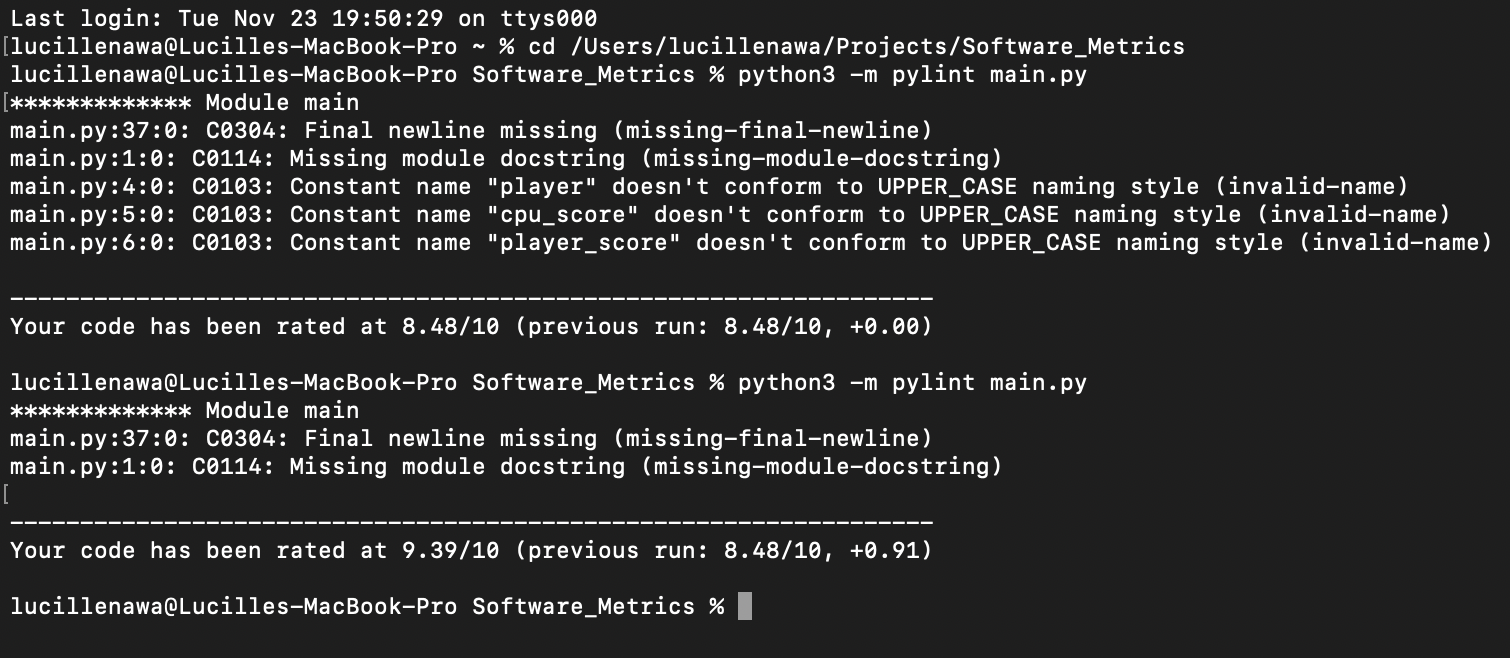 Last login: Tue Nov 23 19:50:29 on ttys000
[lucillenawa@Lucilles-MacBook-Pro ~ % cd /Users/lucillenawa/Projects/Software_Metrics
lucillenawa@Lucilles-MacBook-Pro Software_Metrics % python3 -m pylint main.py
[************* Module main
main.py:37:0: C0304: Final newline missing (missing-final-newline)
main.py:1:0: C0114: Missing module docstring (missing-module-docstring)
main.py:4:0: C0103: Constant name "player" doesn't conform to UPPER_CASE naming style (invalid-name)
main.py:5:0: C0103: Constant name "cpu_score" doesn't conform to UPPER_CASE naming style (invalid-name)
main.py:6:0: C0103: Constant name "player_score" doesn't conform to UPPER_CASE naming style (invalid-name)
------------------------------------------------------------------
Your code has been rated at 8.48/10 (previous run: 8.48/10, +0.00)
lucillenawa@Lucilles-MacBook-Pro Software_Metrics % python3 -m pylint main.py
************* Module main
main.py:37:0: C0304: Final newline missing (missing-final-newline)
main.py:1:0: C0114: Missing module docstring (missing-module-docstring)
[
------------------------------------------------------------------
Your code has been rated at 9.39/10 (previous run: 8.48/10, +0.91)
lucillenawa@Lucilles-MacBook-Pro Software_Metrics %